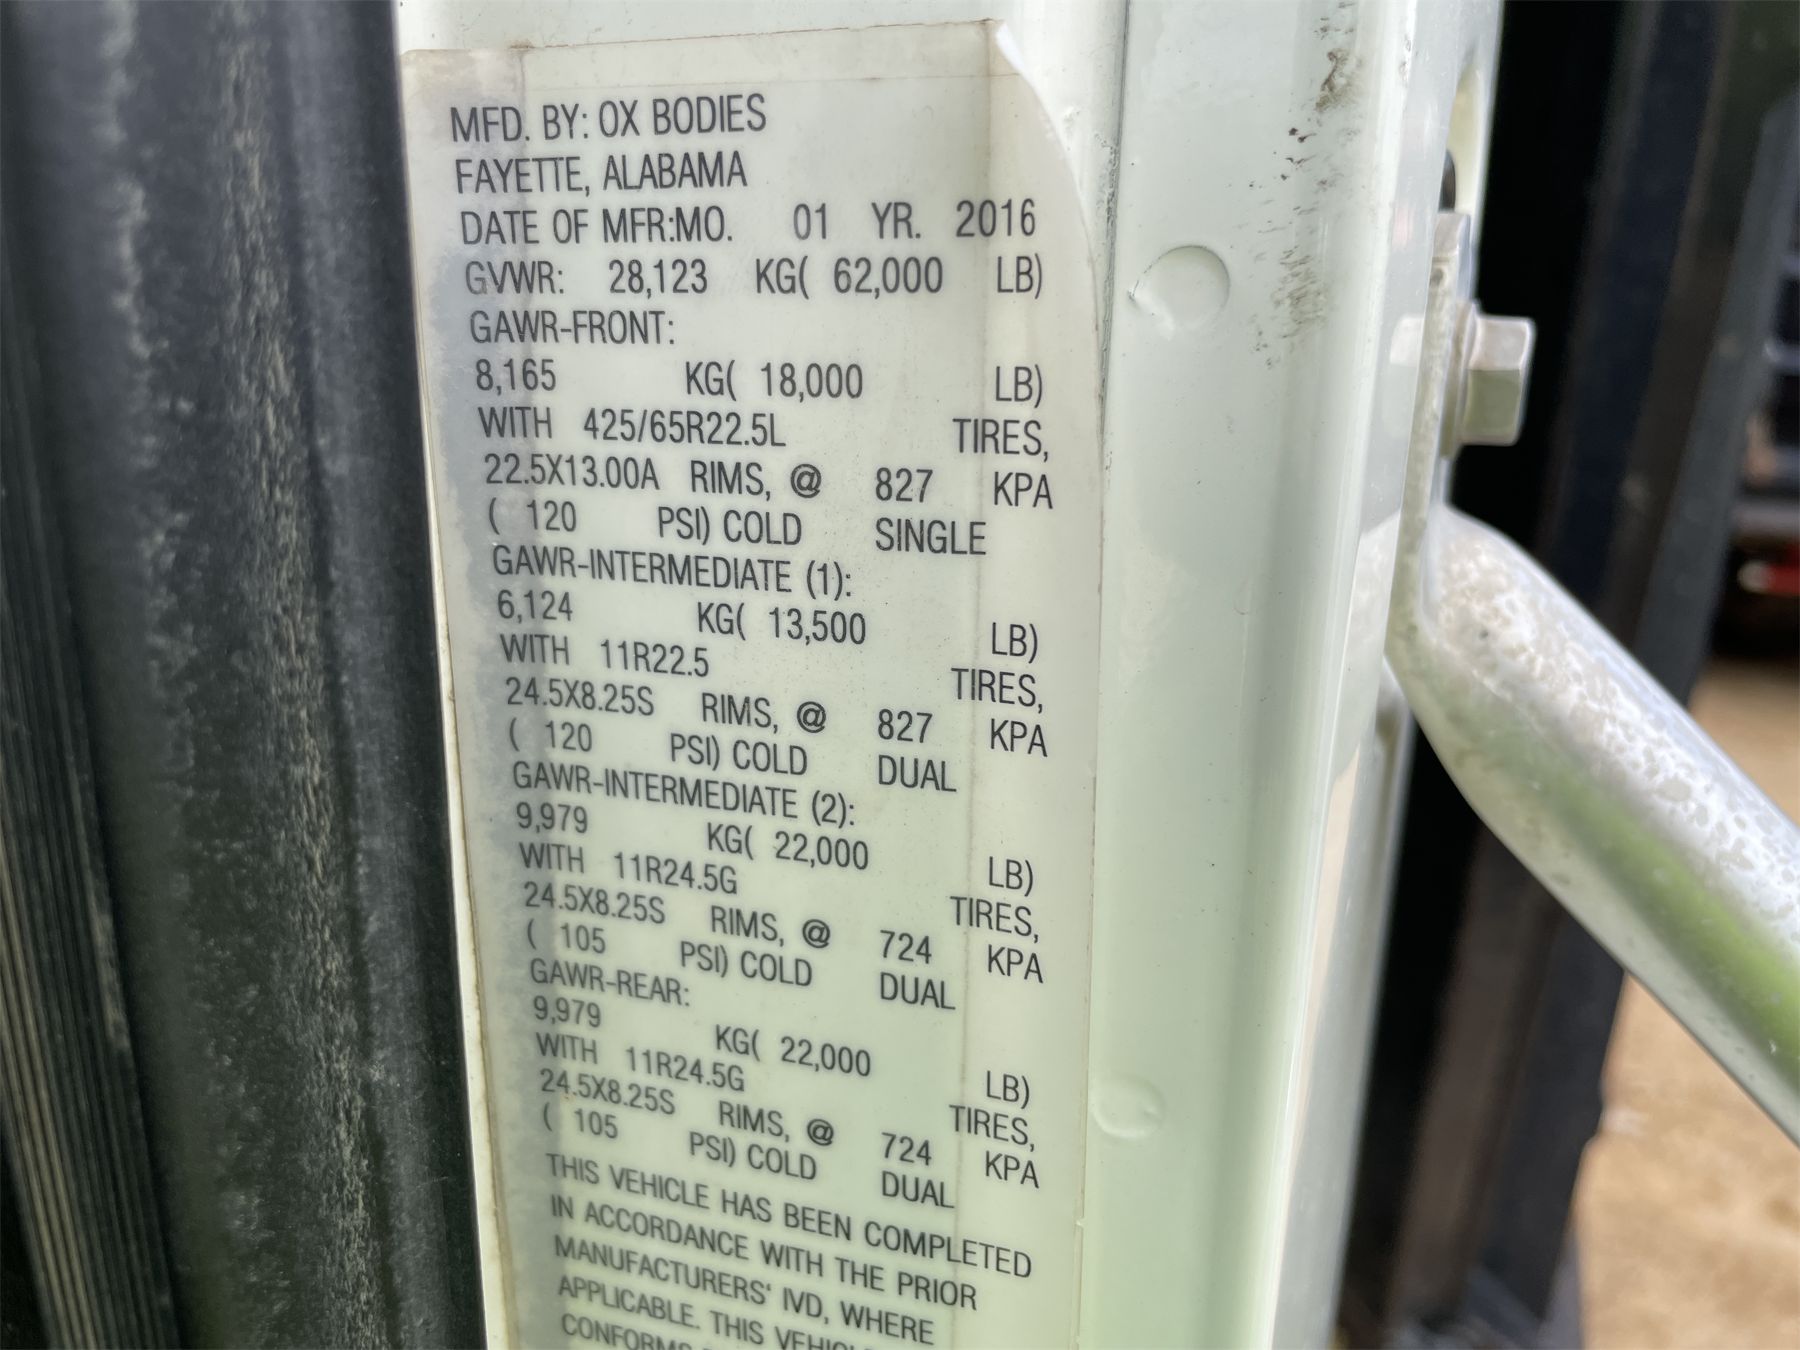 MFD. BY: OX BODIES
FAYETTE, ALABAMA
DATE OF MFR:MO. 01 YR. 2016
GVWR: 28,123 KG( 62,000 LB)
GAWR-FRONT:
8,165 KG( 18,000 LB)
WITH 425/65R22.5L TIRES,
22.5X13.00A RIMS, @ 827 KPA
( 120 PSI) COLD SINGLE
GAWR-INTERMEDIATE (1):
6,124 KG( 13,500 LB)
WITH 11R22.5 TIRES,
24.5X8.25S RIMS, @ 827 KPA
( 120 PSI) COLD DUAL
GAWR-INTERMEDIATE (2):
9,979 KG( 22,000 LB)
WITH 11R24.5G TIRES,
24.5X8.25S RIMS, @ 724 KPA
( 105 PSI) COLD DUAL
GAWR-REAR:
9,979 KG( 22,000 LB)
WITH 11R24.5G TIRES,
24.5X8.25S RIMS, @ 724 KPA
( 105 PSI) COLD DUAL
THIS VEHICLE HAS BEEN COMPLETED
IN ACCORDANCE WITH THE PRIOR
MANUFACTURERS' IVD, WHERE
APPLICABLE. THIS